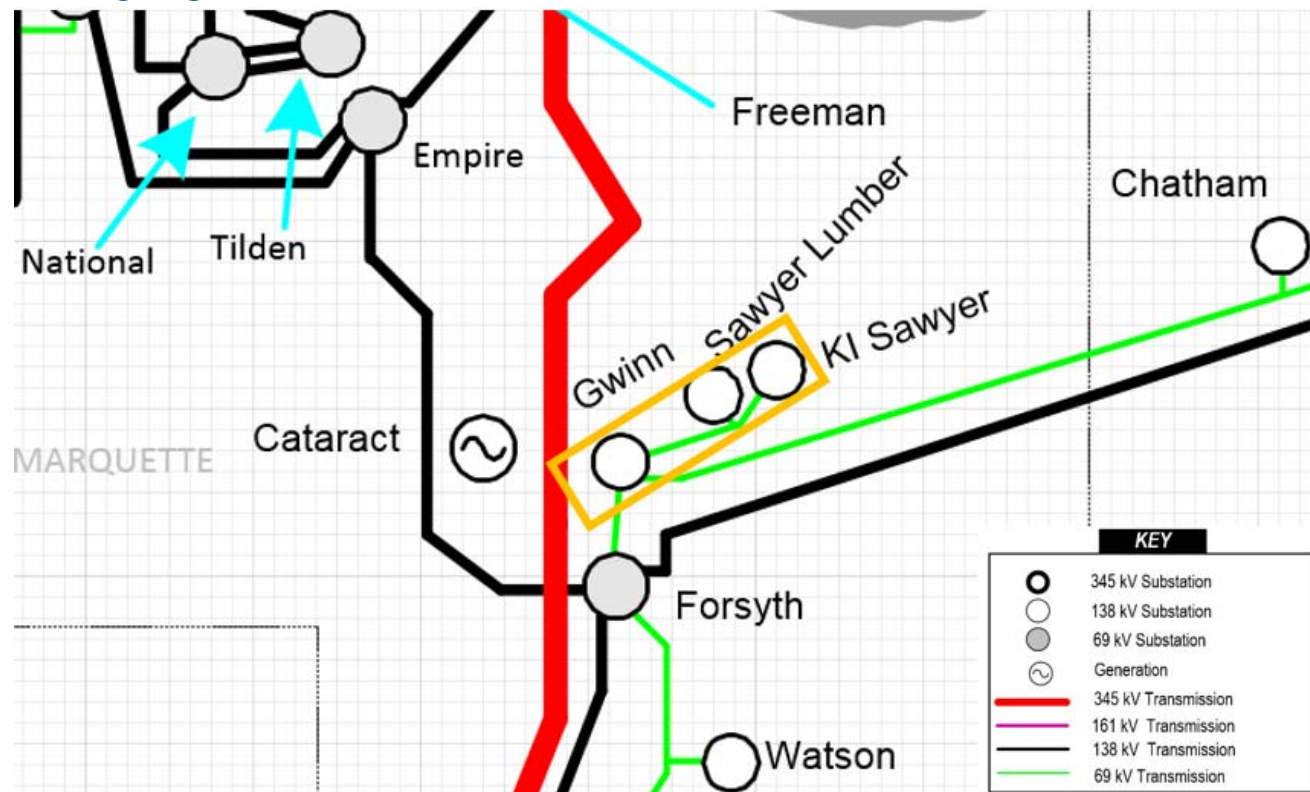 Freeman
Empire
Chatham
National
Tilden
Sawyer Lumber
KI Sawyer
Gwinn
Cataract
MARQUETTE
Forsyth
Watson
KEY
345 kV Substation
138 kV Substation
69 kV Substation
Generation
345 kV Transmission
161 kV Transmission
138 kV Transmission
69 kV Transmission